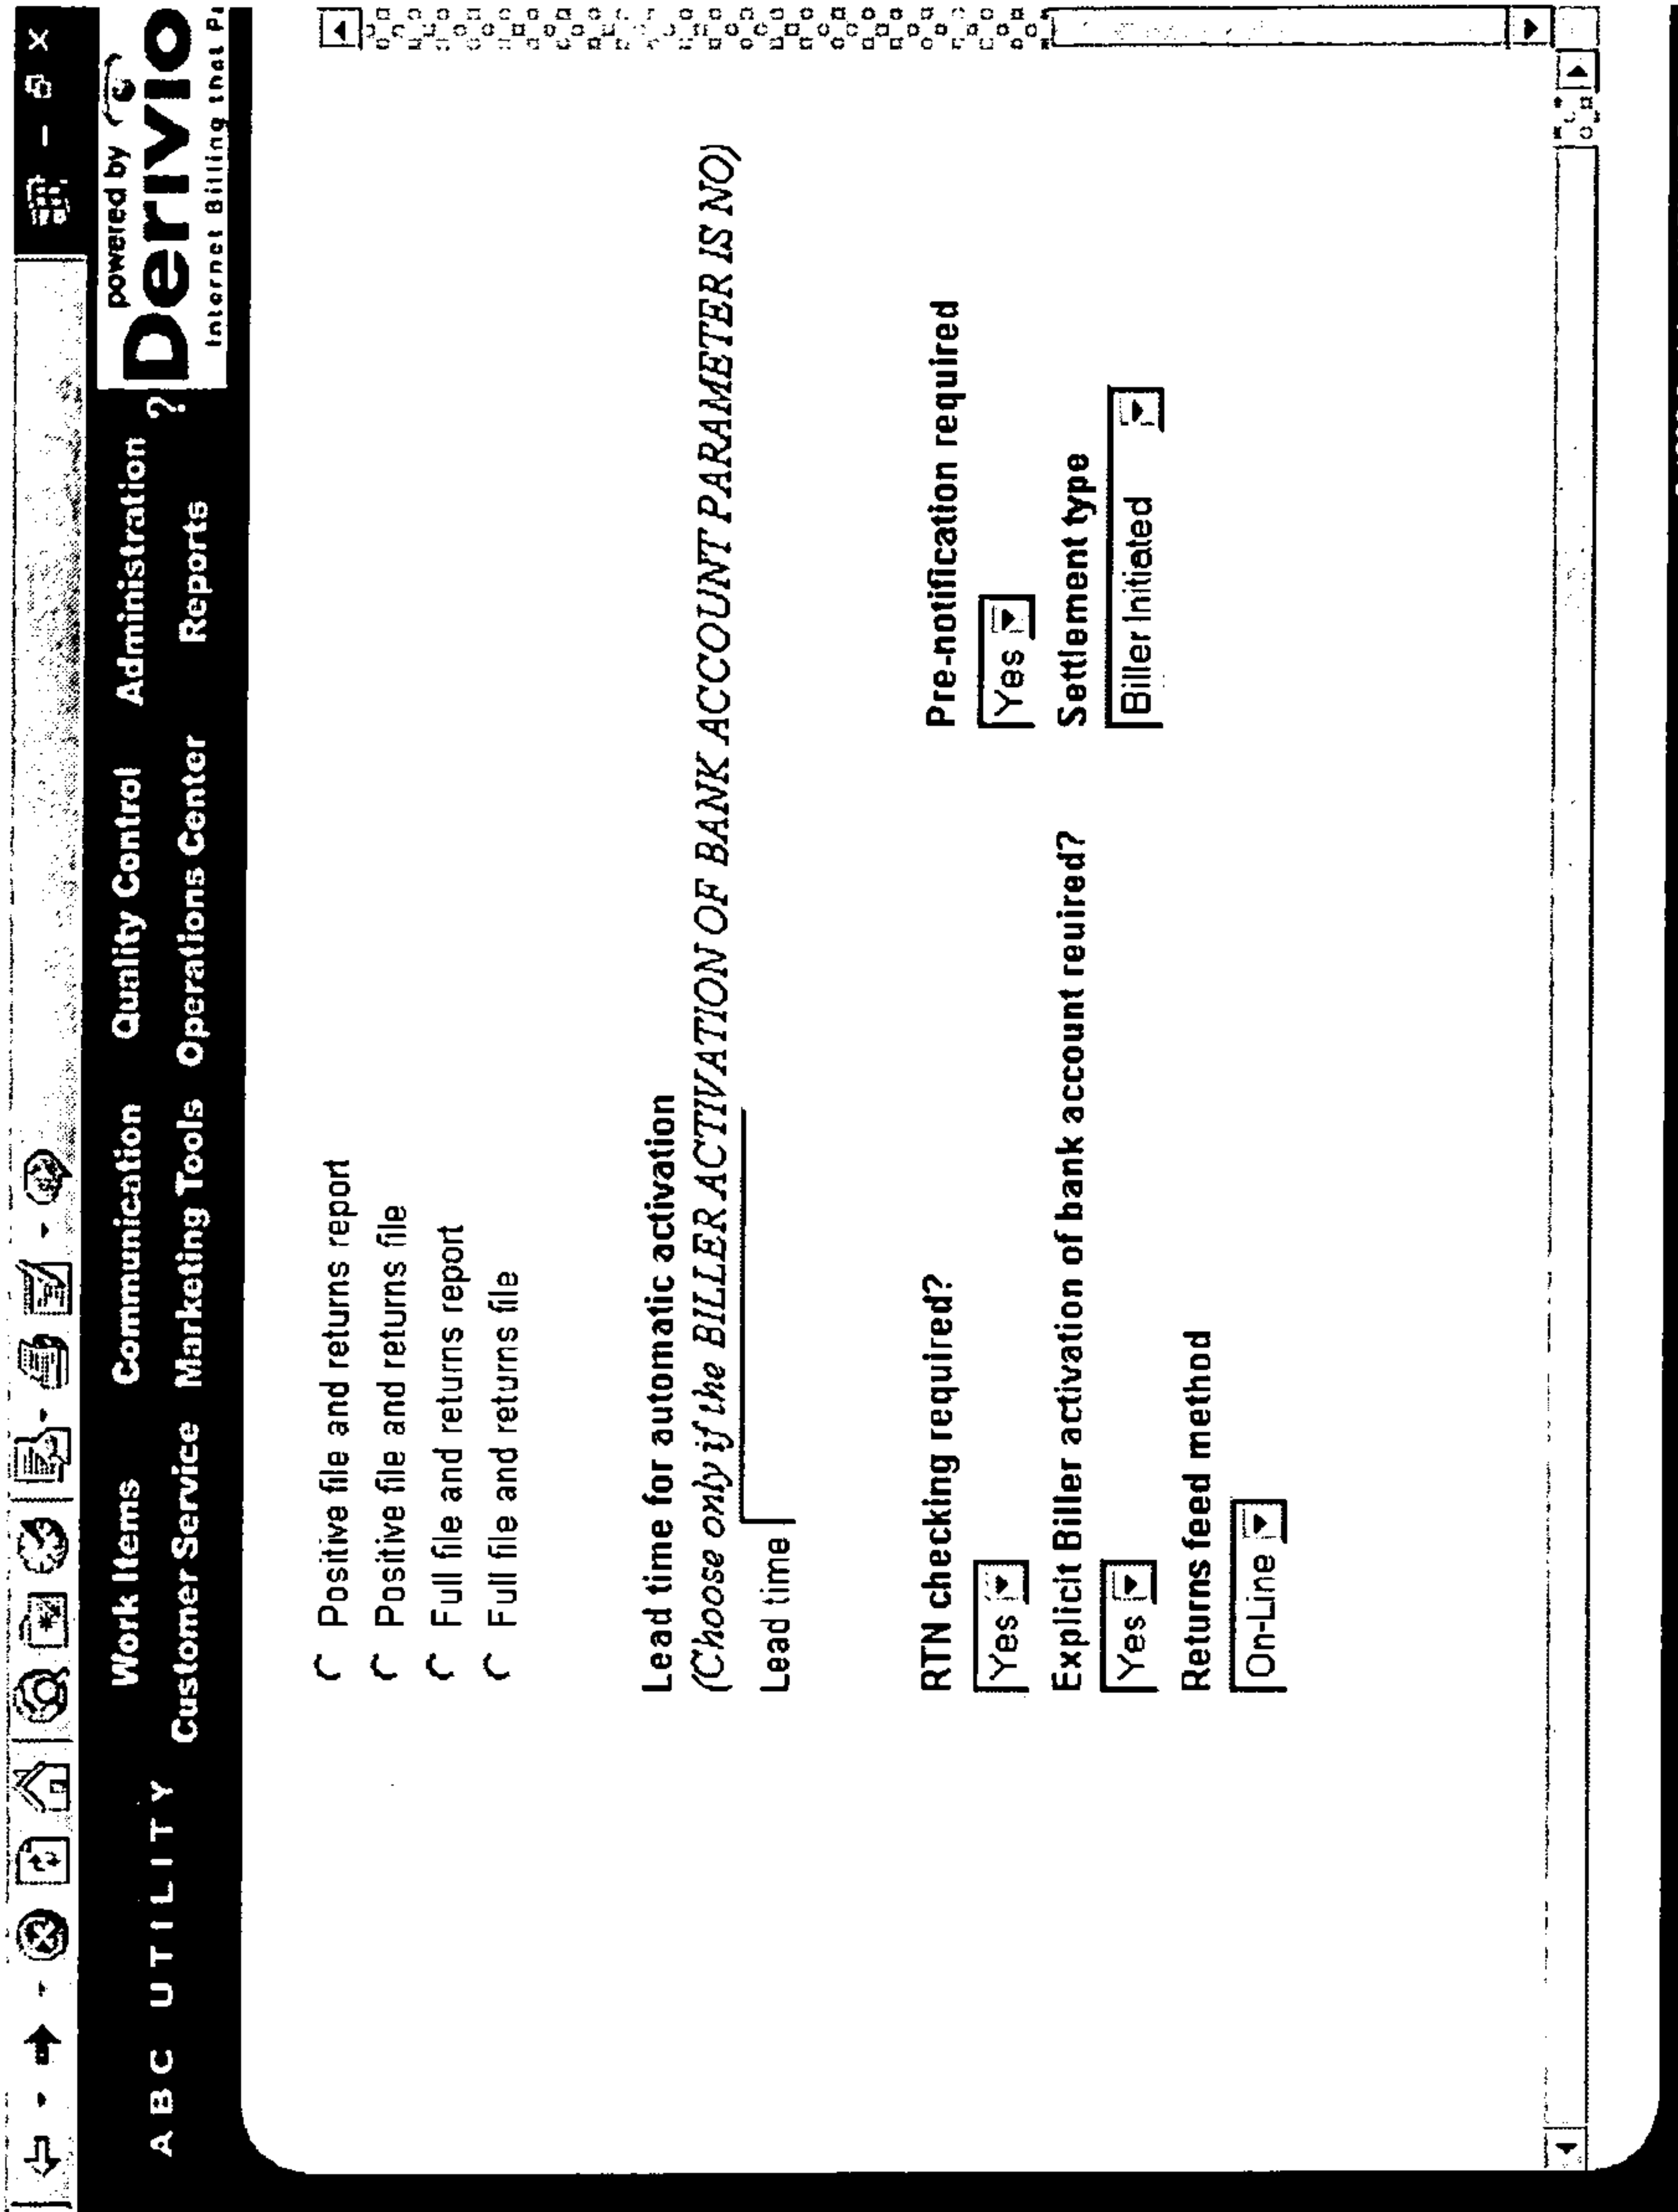 powered by
Derivio
Internet Billing that
ABC UTILITY
Work Items Communication Quality Control Administration ?
Customer Service Marketing Tools Operations Center Reports
Positive file and returns report
Positive file and returns file
Full file and returns report
Full file and returns file
Lead time for automatic activation
(Choose only if the BILLER ACTIVATION OF BANK ACCOUNT PARAMETER IS NO)
Lead time
RTN checking required? Pre-notification required
Yes Yes
Explicit Biller activation of bank account reuired? Settlement type
Yes Biller Initiated
Returns feed method
On-Line